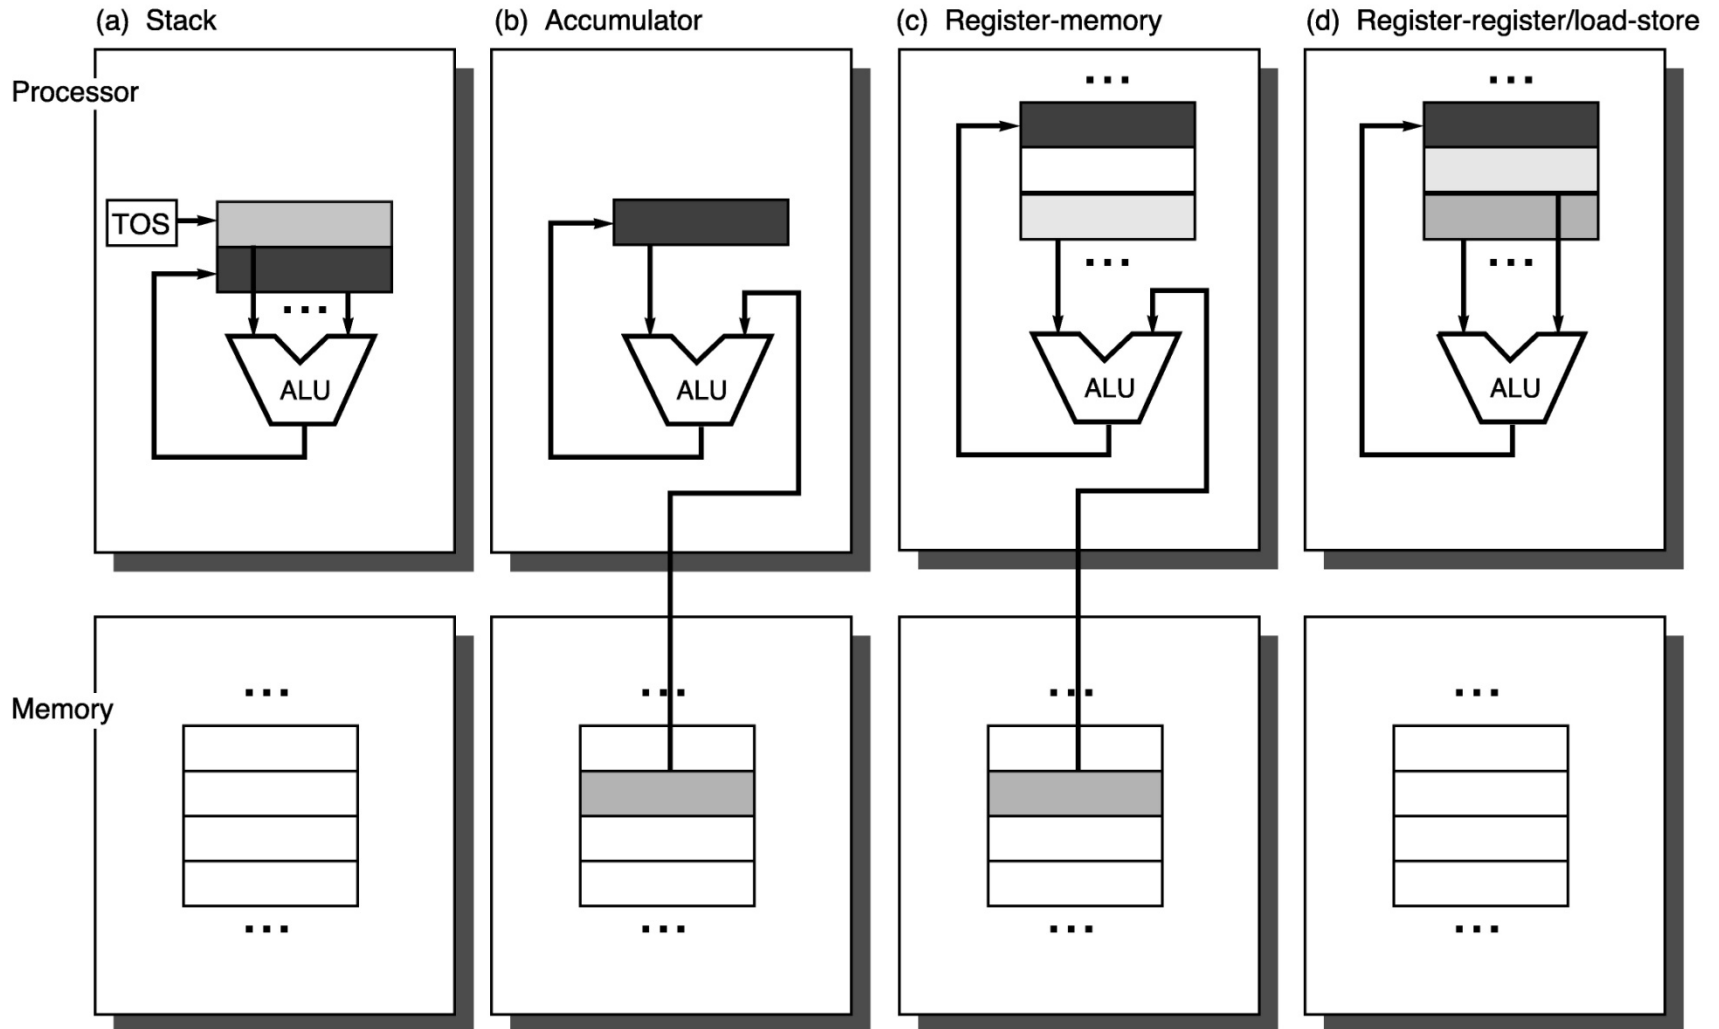 (a) Stack
(b) Accumulator
(c) Register-memory
(d) Register-register/load-store
Processor
TOS
...
ALU
ALU
...
...
ALU
...
...
ALU
Memory
...
...
...
...
...
...
...
...